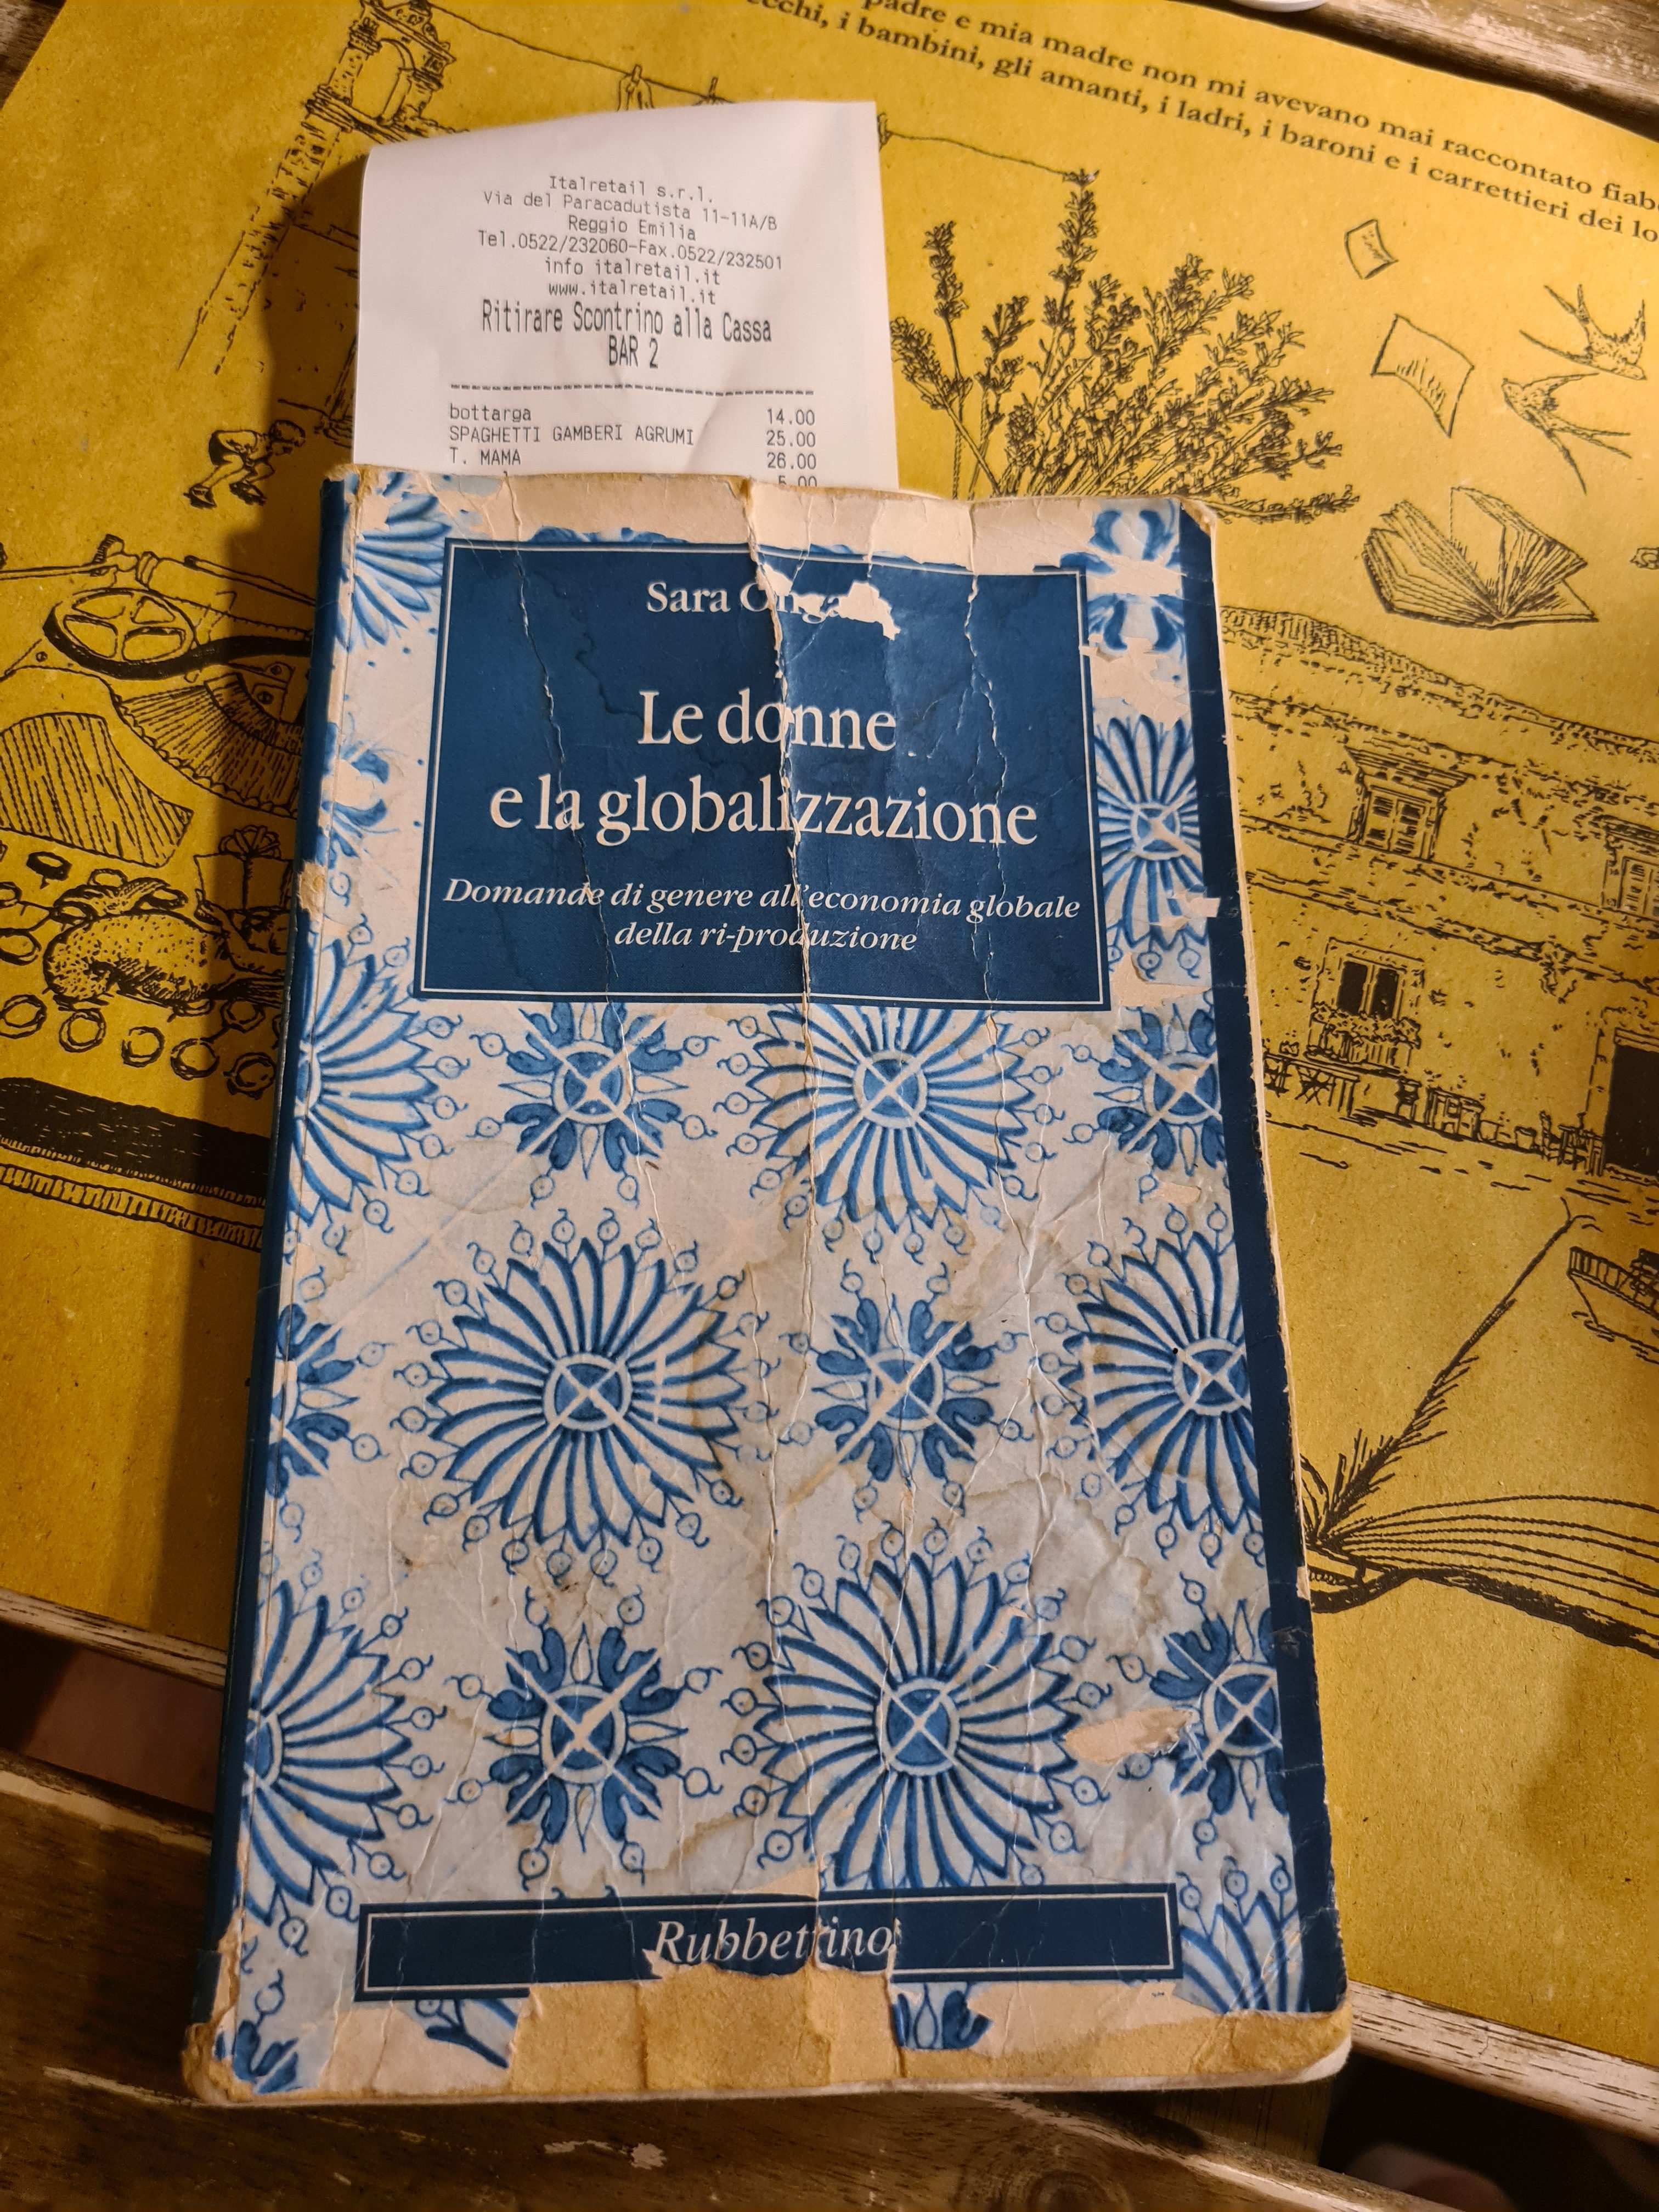 padre e mia madre non mi avevano mai raccontato
i bambini, gli amanti, i ladri, i baroni e i carrettieri dei
Italretail s.r.l.
Via del Paracadutista 11-11A/B
Reggio Emilia
Tel.0522/232060-Fax.0522/232501
info italretail.it
www.italretail.it
Ritirare Scontrino alla Cassa
BAR 2
bottarga 14.00
SPAGHETTI GAMBERI AGRUMI 25.00
T. MAMA 26.00
5.00
Sara
Le donne
e la globalizzazione
Domande di genere all'economia globale
della ri-produzione
Rubbettino